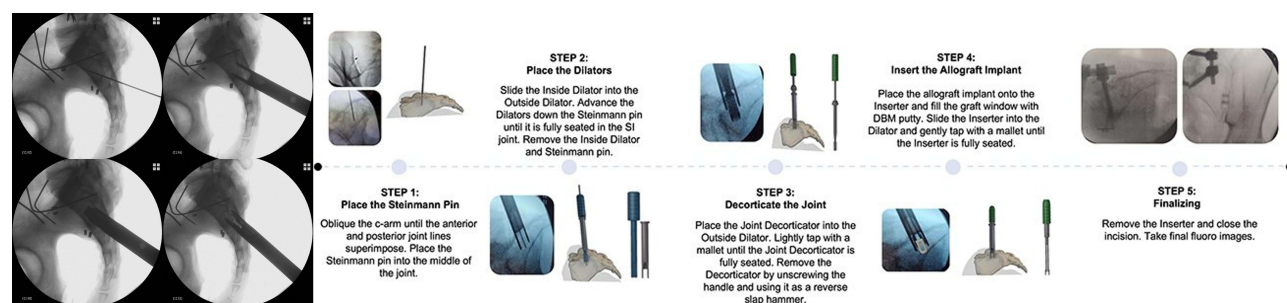 STEP 1:
Place the Steinmann Pin
Oblique the c-arm until the anterior
and posterior joint lines
superimpose. Place the
Steinmann pin into the middle of
the joint.
STEP 2:
Place the Dilators
Slide the Inside Dilator into the
Outside Dilator. Advance the
Dilators down the Steinmann pin
until it is fully seated in the SI
joint. Remove the Inside Dilator
and Steinmann pin.
STEP 3:
Decorticate the Joint
Place the Joint Decorticator into the
Outside Dilator. Lightly tap with a
mallet until the Joint Decorticator is
fully seated. Remove the
Decorticator by unscrewing the
handle and using it as a reverse
slap hammer.
STEP 4:
Insert the Allograft Implant
Place the allograft implant onto the
Inserter and fill the graft window with
DBM putty. Slide the Inserter into the
Dilator and gently tap with a mallet until
the Inserter is fully seated.
STEP 5:
Finalizing
Remove the Inserter and close the
incision. Take final fluoro images.